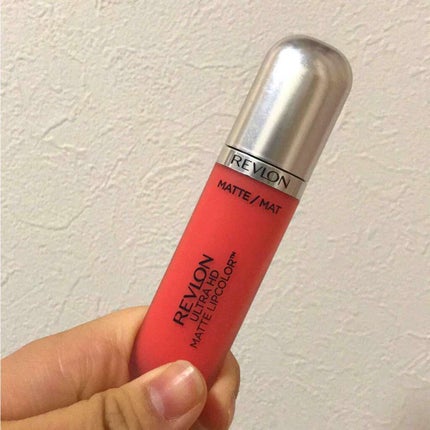 REVLON
MATTE / MAT
REVLON
ULTRA HD
MATTE LIPCOLOR™